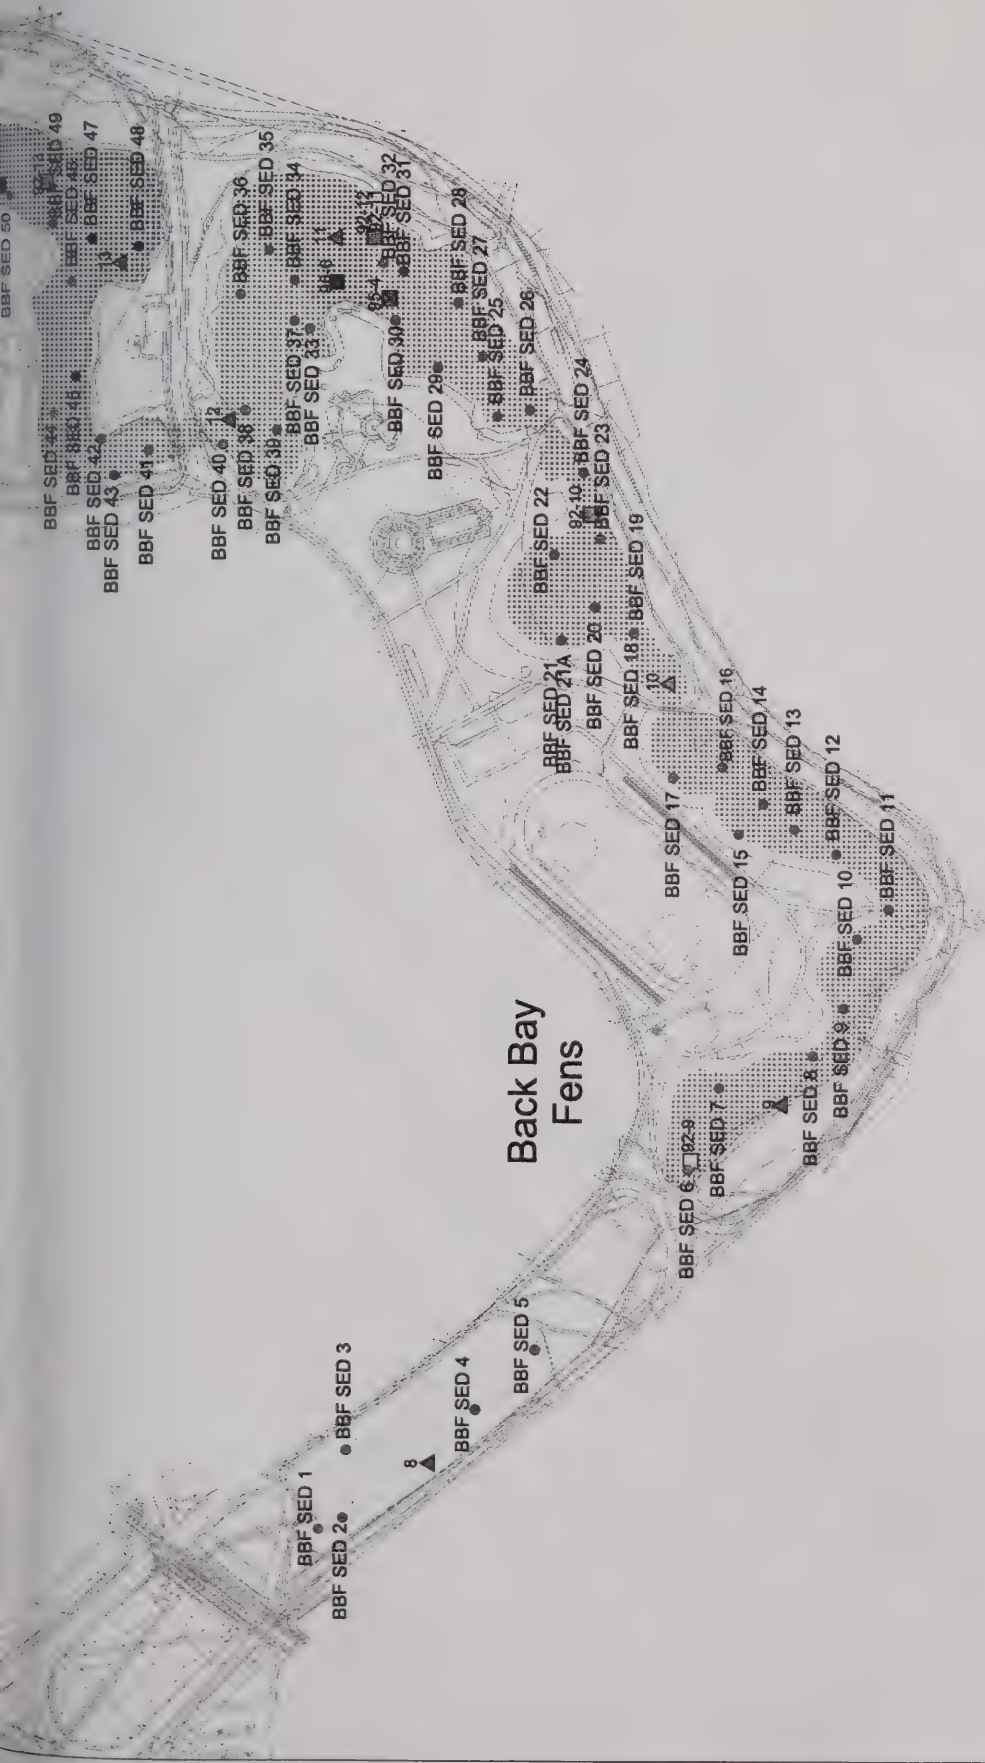 BBF SED 50
BBF SED 49
BBF SED 46
BBF SED 47
BBF SED 48
13
BBF SED 44
BBF SED 45
BBF SED 42
BBF SED 43
BBF SED 41
BBF SED 36
BBF SED 35
BBF SED 34
11
92-12
92-11
BBF SED 32
BBF SED 31
BBF SED 40
12
BBF SED 38
BBF SED 39
BBF SED 37
BBF SED 33
BBF SED 30
BBF SED 29
BBF SED 28
BBF SED 27
BBF SED 25
BBF SED 26
BBF SED 24
92-10
BBF SED 23
BBF SED 22
BBF SED 21
BBF SED 21A
BBF SED 20
BBF SED 19
BBF SED 18
10
BBF SED 17
BBF SED 16
BBF SED 14
BBF SED 13
BBF SED 12
BBF SED 15
BBF SED 10
BBF SED 11
BBF SED 9
BBF SED 8
9
BBF SED 7
92-9
BBF SED 6
Back Bay
Fens
BBF SED 5
BBF SED 4
8
BBF SED 3
BBF SED 1
BBF SED 2